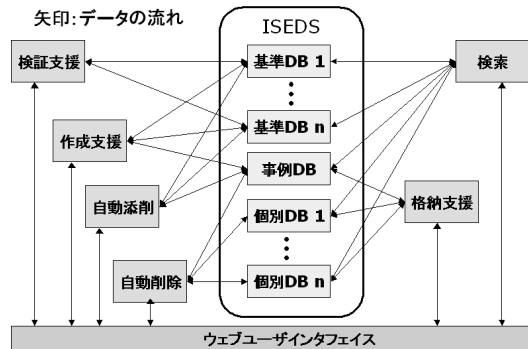 矢印:データの流れ
ISEDS
検証支援
基準DB 1
検索
作成支援
基準DB n
事例DB
自動添削
個別DB 1
格納支援
自動削除
個別DB n
ウェブユーザインタフェイス